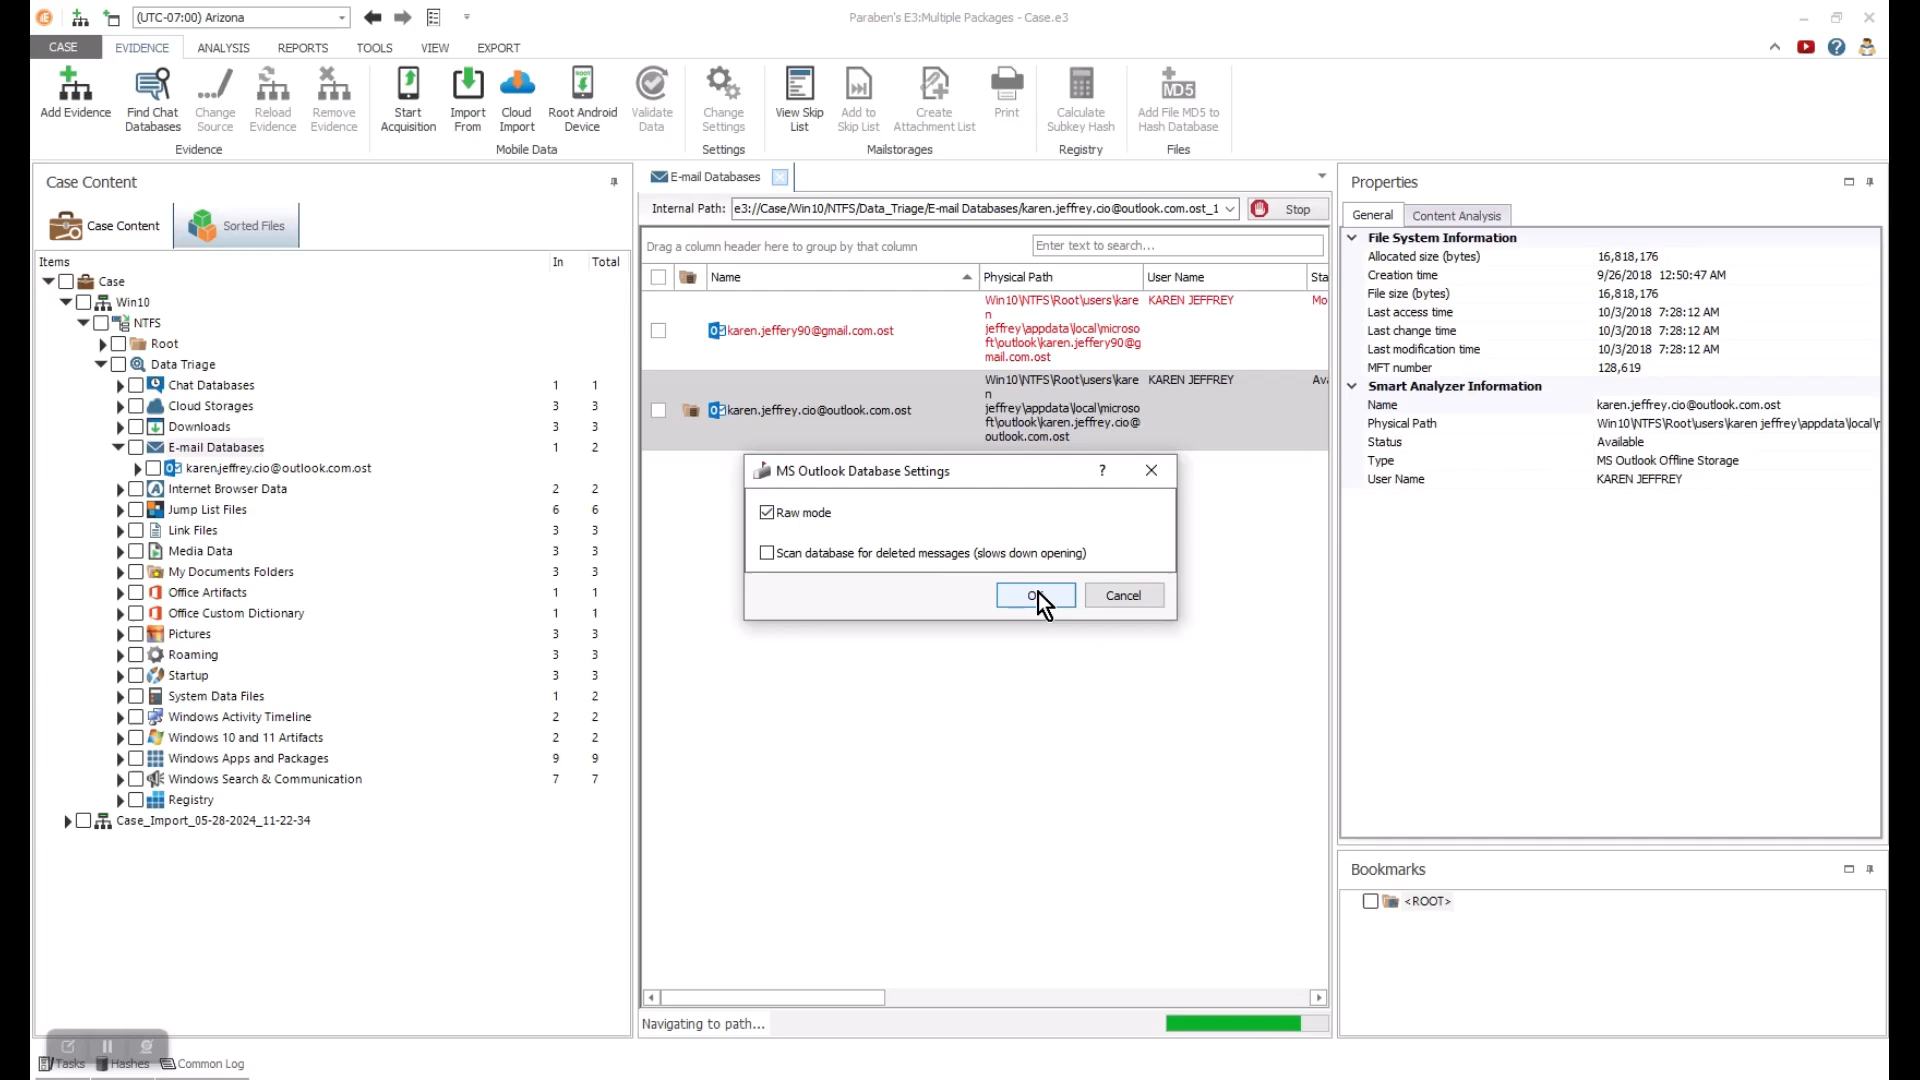 (UTC-07:00) Arizona
Paraben's E3:Multiple Packages - Case.e3
CASE
EVIDENCE
ANALYSIS
REPORTS
TOOLS
VIEW
EXPORT
Add Evidence
Find Chat
Databases
Change
Source
Reload
Evidence
Remove
Evidence
Evidence
Start
Acquisition
Import
From
Cloud
Import
ROOT
Root Android
Device
Validate
Data
Mobile Data
Change
Settings
Settings
View Skip
List
Add to
Skip List
Create
Attachment List
Print
Mailstorages
Calculate
Subkey Hash
Registry
MD5
Add File MD5 to
Hash Database
Files
Case Content
Case Content
Sorted Files
Items In Total
Case
Win10
NTFS
Root
Data Triage
Chat Databases 1 1
Cloud Storages 3 3
Downloads 3 3
E-mail Databases 1 2
karen.jeffrey.cio@outlook.com.ost
Internet Browser Data 2 2
Jump List Files 6 6
Link Files 3 3
Media Data 3 3
My Documents Folders 3 3
Office Artifacts 1 1
Office Custom Dictionary 1 1
Pictures 3 3
Roaming 3 3
Startup 3 3
System Data Files 1 2
Windows Activity Timeline 2 2
Windows 10 and 11 Artifacts 2 2
Windows Apps and Packages 9 9
Windows Search & Communication 7 7
Registry
Case_Import_05-28-2024_11-22-34
Tasks
Hashes
Common Log
E-mail Databases
Internal Path: e3://Case/Win10/NTFS/Data_Triage/E-mail Databases/karen.jeffrey.cio@outlook.com.ost_1
Stop
Drag a column header here to group by that column
Enter text to search...
Name Physical Path User Name Sta
karen.jeffery90@gmail.com.ost
Win10\NTFS\Root\users\kare
n
jeffrey\appdata\local\microso
ft\outlook\karen.jeffery90@g
mail.com.ost
KAREN JEFFREY
Mo
karen.jeffrey.cio@outlook.com.ost
Win10\NTFS\Root\users\kare
n
jeffrey\appdata\local\microso
ft\outlook\karen.jeffrey.cio@
outlook.com.ost
KAREN JEFFREY
Ava
MS Outlook Database Settings
?
Raw mode
Scan database for deleted messages (slows down opening)
Cancel
Navigating to path...
Properties
General
Content Analysis
File System Information
Allocated size (bytes) 16,818,176
Creation time 9/26/2018 12:50:47 AM
File size (bytes) 16,818,176
Last access time 10/3/2018 7:28:12 AM
Last change time 10/3/2018 7:28:12 AM
Last modification time 10/3/2018 7:28:12 AM
MFT number 128,619
Smart Analyzer Information
Name karen.jeffrey.cio@outlook.com.ost
Physical Path Win10\NTFS\Root\users\karen jeffrey\appdata\local\
Status Available
Type MS Outlook Offline Storage
User Name KAREN JEFFREY
Bookmarks
<ROOT>